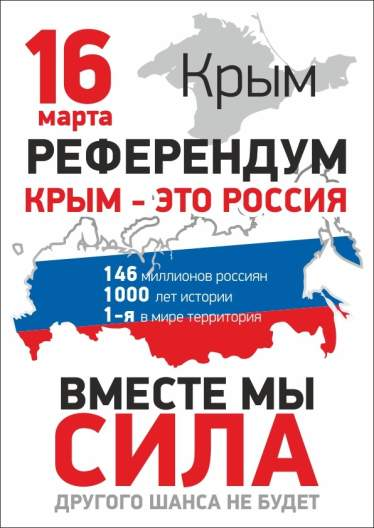 16
марта
Крым
РЕФЕРЕНДУМ
КРЫМ - ЭТО РОССИЯ
146 миллионов россиян
1000 лет истории
1-я в мире территория
ВМЕСТЕ МЫ
СИЛА
ДРУГОГО ШАНСА НЕ БУДЕТ